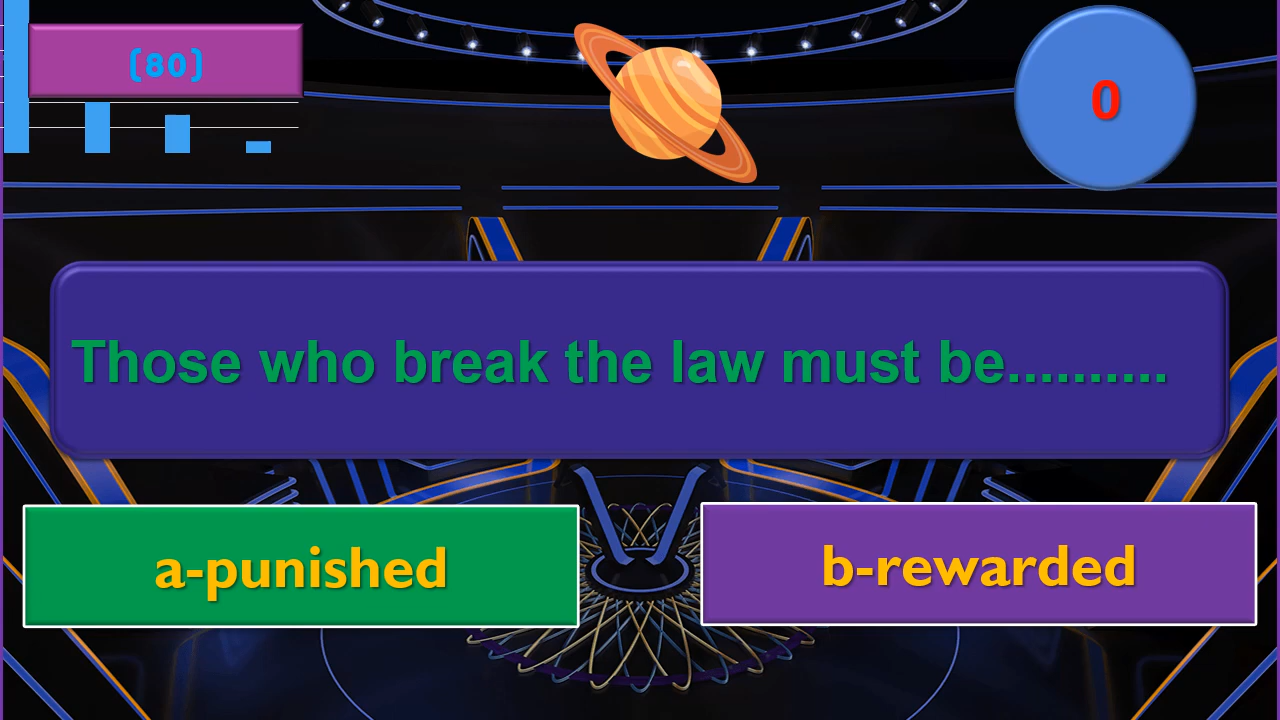 (80)
0
Those who break the law must be..........
a-punished
b-rewarded